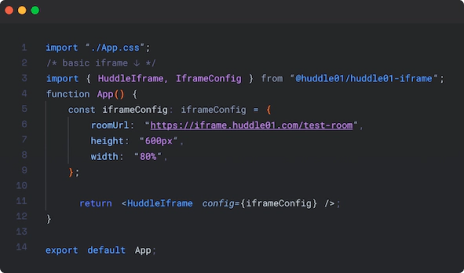 1 import "./App.css";
2 /* basic iframe ↓ */
3 import { HuddleIframe, IframeConfig } from "@huddle01/huddle01-iframe";
4 function App() {
5 const iframeConfig: iframeConfig = {
6 roomUrl: "https://iframe.huddle01.com/test-room",
7 height: "600px",
8 width: "80%",
9 };
10
11 return <HuddleIframe config={iframeConfig} />;
12 }
13
14 export default App;